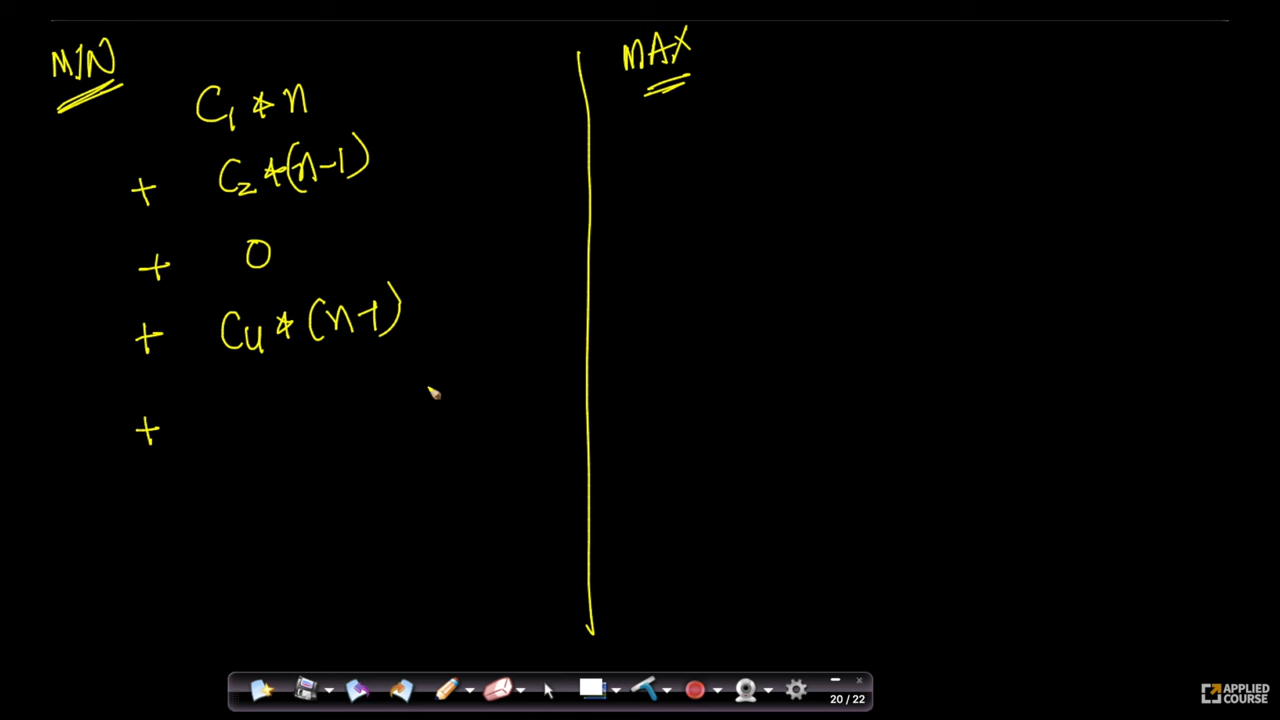 MIN
C₁ * n
+ C₂ * (n-1)
+ 0
+ C₄ * (n-1)
+
MAX
20 / 22
APPLIED
COURSE